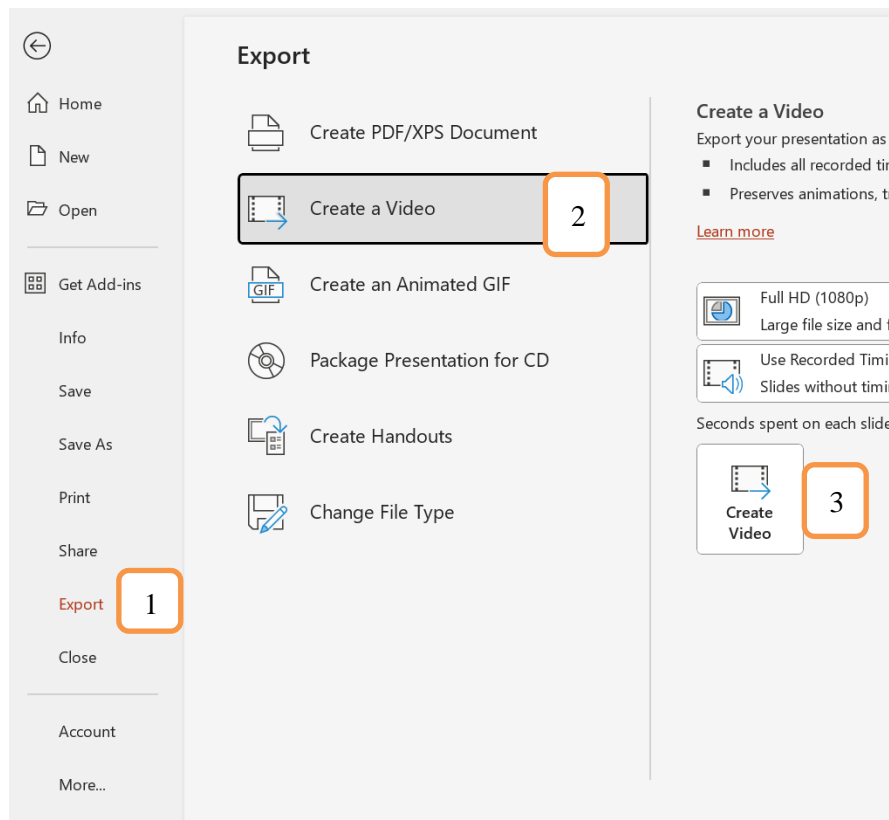 Home
New
Open
Get Add-ins
Info
Save
Save As
Print
Share
Export
1
Close
Account
More...
Export
Create PDF/XPS Document
Create a Video
2
GIF
Create an Animated GIF
Package Presentation for CD
Create Handouts
Change File Type
Create a Video
Export your presentation as
Includes all recorded
Preserves animations,
Learn more
Full HD (1080p)
Large file size and
Use Recorded
Slides without
Seconds spent on each slide
Create
Video
3